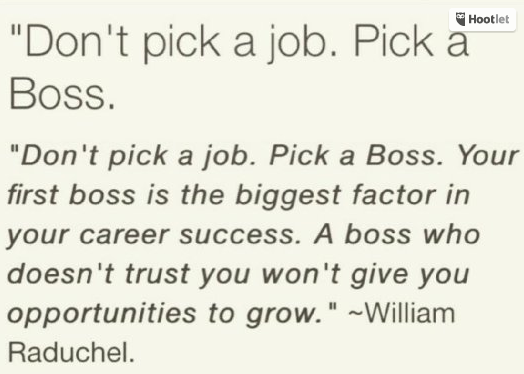 Hootlet
"Don't pick a job. Pick a
Boss.
"Don't pick a job. Pick a Boss. Your
first boss is the biggest factor in
your career success. A boss who
doesn't trust you won't give you
opportunities to grow." ~William
Raduchel.